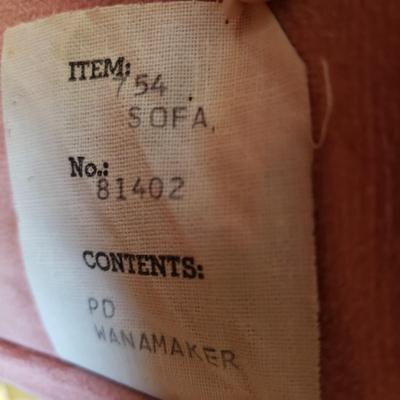 ITEM: 754
SOFA.
No.:
81402
CONTENTS:
PD
WANAMAKER